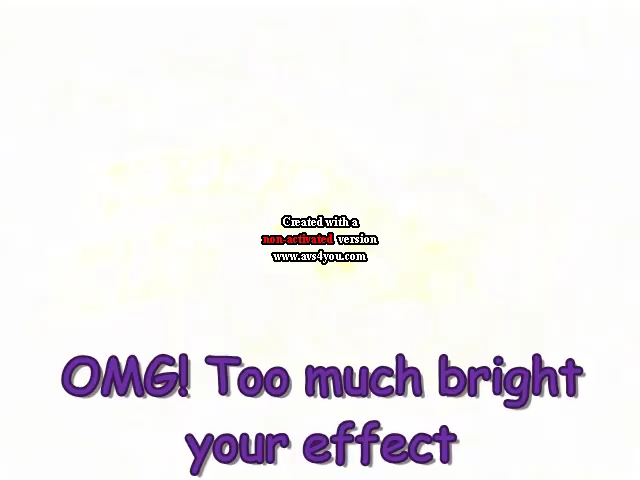 Created with a
non-activated version
www.avs4you.com
OMG! Too much bright
your effect